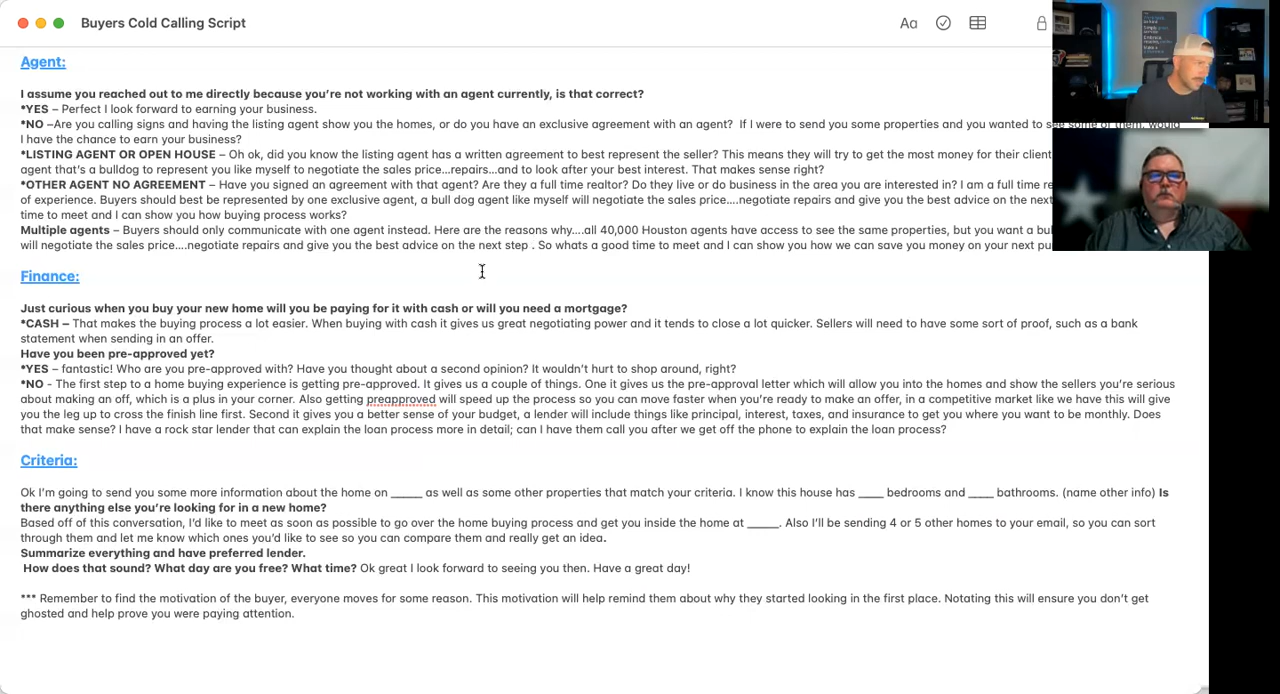 Buyers Cold Calling Script
Aa
Agent:
I assume you reached out to me directly because you're not working with an agent currently, is that correct?
*YES – Perfect I look forward to earning your business.
*NO –Are you calling signs and having the listing agent show you the homes, or do you have an exclusive agreement with an agent?  If I were to send you some properties and you wanted to see some of them, would
I have the chance to earn your business?
*LISTING AGENT OR OPEN HOUSE – Oh ok, did you know the listing agent has a written agreement to best represent the seller? This means they will try to get the most money for their client
agent that's a bulldog to represent you like myself to negotiate the sales price...repairs...and to look after your best interest. That makes sense right?
*OTHER AGENT NO AGREEMENT – Have you signed an agreement with that agent? Are they a full time realtor? Do they live or do business in the area you are interested in? I am a full time
of experience. Buyers should best be represented by one exclusive agent, a bull dog agent like myself will negotiate the sales price....negotiate repairs and give you the best advice on the next
time to meet and I can show you how buying process works?
Multiple agents – Buyers should only communicate with one agent instead. Here are the reasons why....all 40,000 Houston agents have access to see the same properties, but you want a
will negotiate the sales price....negotiate repairs and give you the best advice on the next step . So whats a good time to meet and I can show you how we can save you money on your next
Finance:
Just curious when you buy your new home will you be paying for it with cash or will you need a mortgage?
*CASH – That makes the buying process a lot easier. When buying with cash it gives us great negotiating power and it tends to close a lot quicker. Sellers will need to have some sort of proof, such as a bank
statement when sending in an offer.
Have you been pre-approved yet?
*YES – fantastic! Who are you pre-approved with? Have you thought about a second opinion? It wouldn't hurt to shop around, right?
*NO - The first step to a home buying experience is getting pre-approved. It gives us a couple of things. One it gives us the pre-approval letter which will allow you into the homes and show the sellers you're serious
about making an off, which is a plus in your corner. Also getting preapproved will speed up the process so you can move faster when you're ready to make an offer, in a competitive market like we have this will give
you the leg up to cross the finish line first. Second it gives you a better sense of your budget, a lender will include things like principal, interest, taxes, and insurance to get you where you want to be monthly. Does
that make sense? I have a rock star lender that can explain the loan process more in detail; can I have them call you after we get off the phone to explain the loan process?
Criteria:
Ok I'm going to send you some more information about the home on _____ as well as some other properties that match your criteria. I know this house has ____ bedrooms and ____ bathrooms. (name other info) Is
there anything else you're looking for in a new home?
Based off of this conversation, I'd like to meet as soon as possible to go over the home buying process and get you inside the home at _____. Also I'll be sending 4 or 5 other homes to your email, so you can sort
through them and let me know which ones you'd like to see so you can compare them and really get an idea.
Summarize everything and have preferred lender.
How does that sound? What day are you free? What time? Ok great I look forward to seeing you then. Have a great day!
*** Remember to find the motivation of the buyer, everyone moves for some reason. This motivation will help remind them about why they started looking in the first place. Notating this will ensure you don't get
ghosted and help prove you were paying attention.